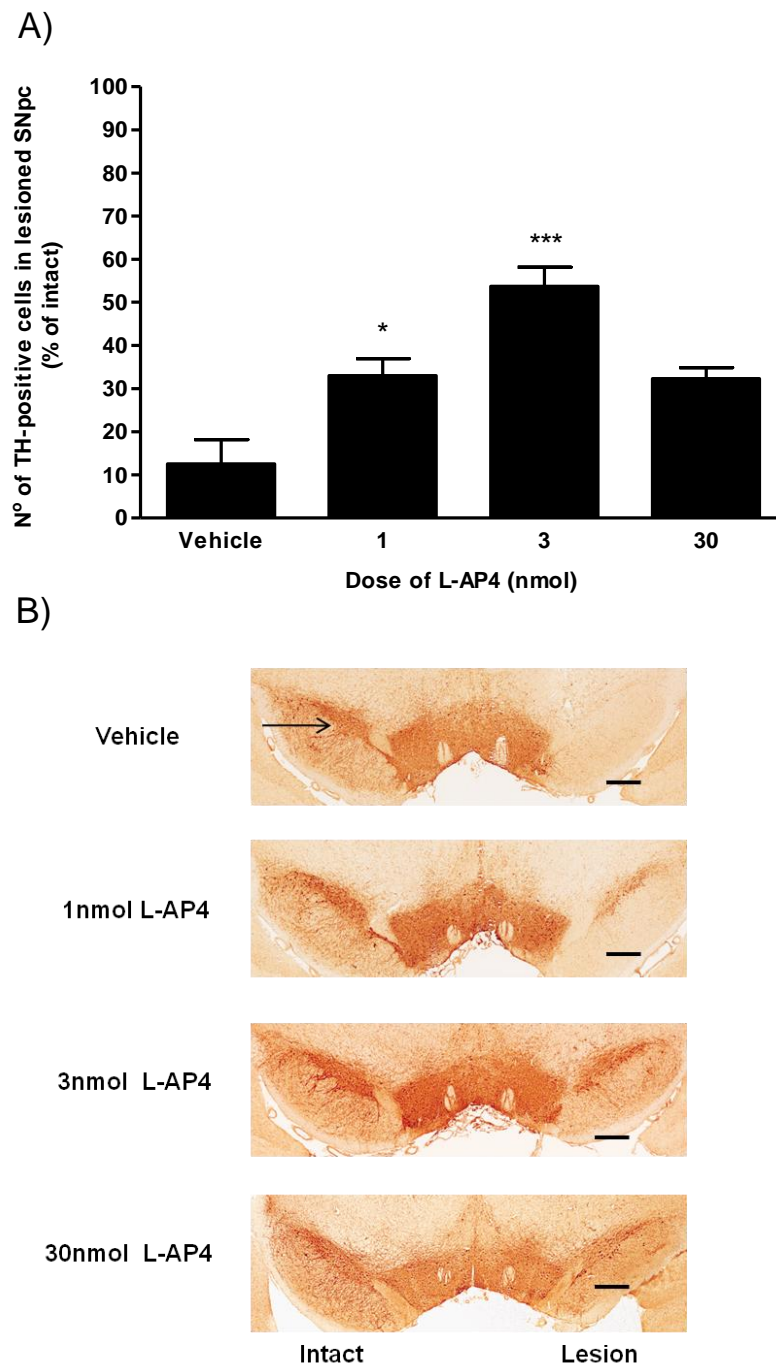 A)
Nº of TH-positive cells in lesioned SNpc
(% of intact)
100
90
80
70
60
50
40
30
20
10
0
*
***
Vehicle
1
3
30
Dose of L-AP4 (nmol)
B)
Vehicle
1nmol L-AP4
3nmol L-AP4
30nmol L-AP4
Intact
Lesion